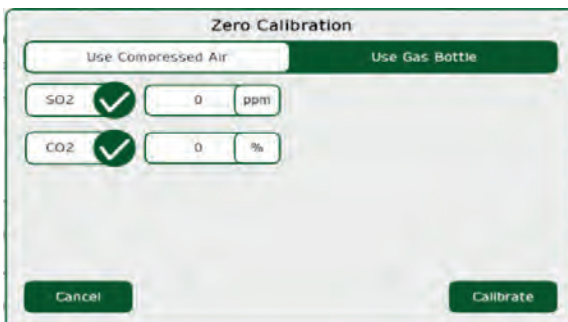 Zero Calibration
Use Compressed Air Use Gas Bottle
SO2 0 ppm
CO2 0 %
Cancel Calibrate